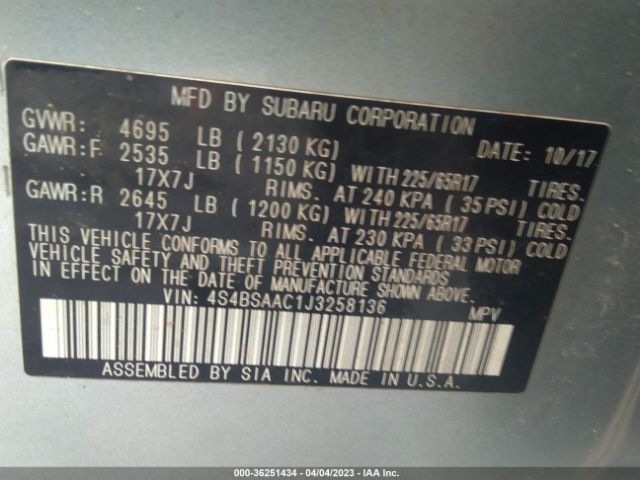 MFD BY SUBARU CORPORATION
GVWR: 4695 LB ( 2130 KG) DATE: 10/17
GAWR:F 2535 LB ( 1150 KG) WITH 225/65R17 TIRES.
17X7J RIMS. AT 240 KPA ( 35 PSI) COLD
GAWR:R 2645 LB ( 1200 KG) WITH 225/65R17 TIRES.
17X7J RIMS. AT 230 KPA ( 33 PSI) COLD
THIS VEHICLE CONFORMS TO ALL APPLICABLE FEDERAL MOTOR
VEHICLE SAFETY AND THEFT PREVENTION STANDARDS
IN EFFECT ON THE DATE OF MANUFACTURE SHOWN ABOVE.
VIN: 4S4BSAAC1J3258136 MPV
ASSEMBLED BY SIA INC. MADE IN U.S.A.
000-36251434 - 04/04/2023 - IAA Inc.